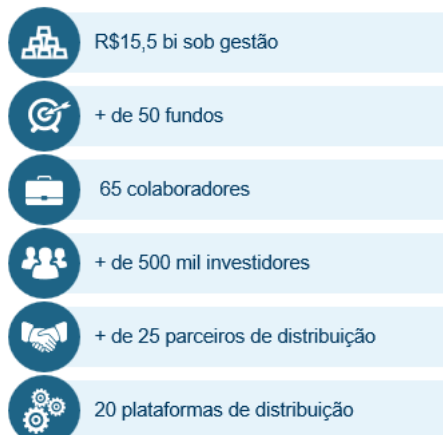 R$15,5 bi sob gestão
+ de 50 fundos
65 colaboradores
+ de 500 mil investidores
+ de 25 parceiros de distribuição
20 plataformas de distribuição